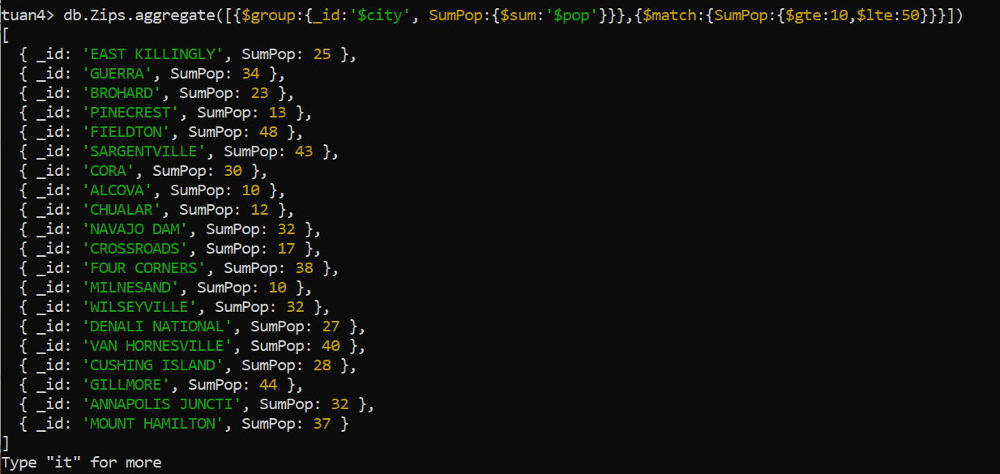 tuan4> db.Zips.aggregate([{$group:{_id:'$city', SumPop:{$sum:'$pop'}}},{$match:{SumPop:{$gte:10,$lte:50}}}])
[
  { _id: 'EAST KILLINGLY', SumPop: 25 },
  { _id: 'GUERRA', SumPop: 34 },
  { _id: 'BROHARD', SumPop: 23 },
  { _id: 'PINECREST', SumPop: 13 },
  { _id: 'FIELDTON', SumPop: 48 },
  { _id: 'SARGENTVILLE', SumPop: 43 },
  { _id: 'CORA', SumPop: 30 },
  { _id: 'ALCOVA', SumPop: 10 },
  { _id: 'CHUALAR', SumPop: 12 },
  { _id: 'NAVAJO DAM', SumPop: 32 },
  { _id: 'CROSSROADS', SumPop: 17 },
  { _id: 'FOUR CORNERS', SumPop: 38 },
  { _id: 'MILNESAND', SumPop: 10 },
  { _id: 'WILSEYVILLE', SumPop: 32 },
  { _id: 'DENALI NATIONAL', SumPop: 27 },
  { _id: 'VAN HORNESVILLE', SumPop: 40 },
  { _id: 'CUSHING ISLAND', SumPop: 28 },
  { _id: 'GILLMORE', SumPop: 44 },
  { _id: 'ANNAPOLIS JUNCTI', SumPop: 32 },
  { _id: 'MOUNT HAMILTON', SumPop: 37 }
]
Type "it" for more